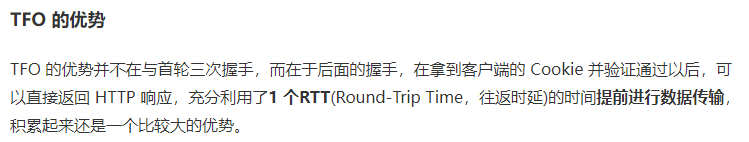 TFO 的优势
TFO 的优势并不在与首轮三次握手，而在于后面的握手，在拿到客户端的 Cookie 并验证通过以后，可
以直接返回 HTTP 响应，充分利用了1 个RTT(Round-Trip Time，往返时延)的时间提前进行数据传输，
积累起来还是一个比较大的优势。